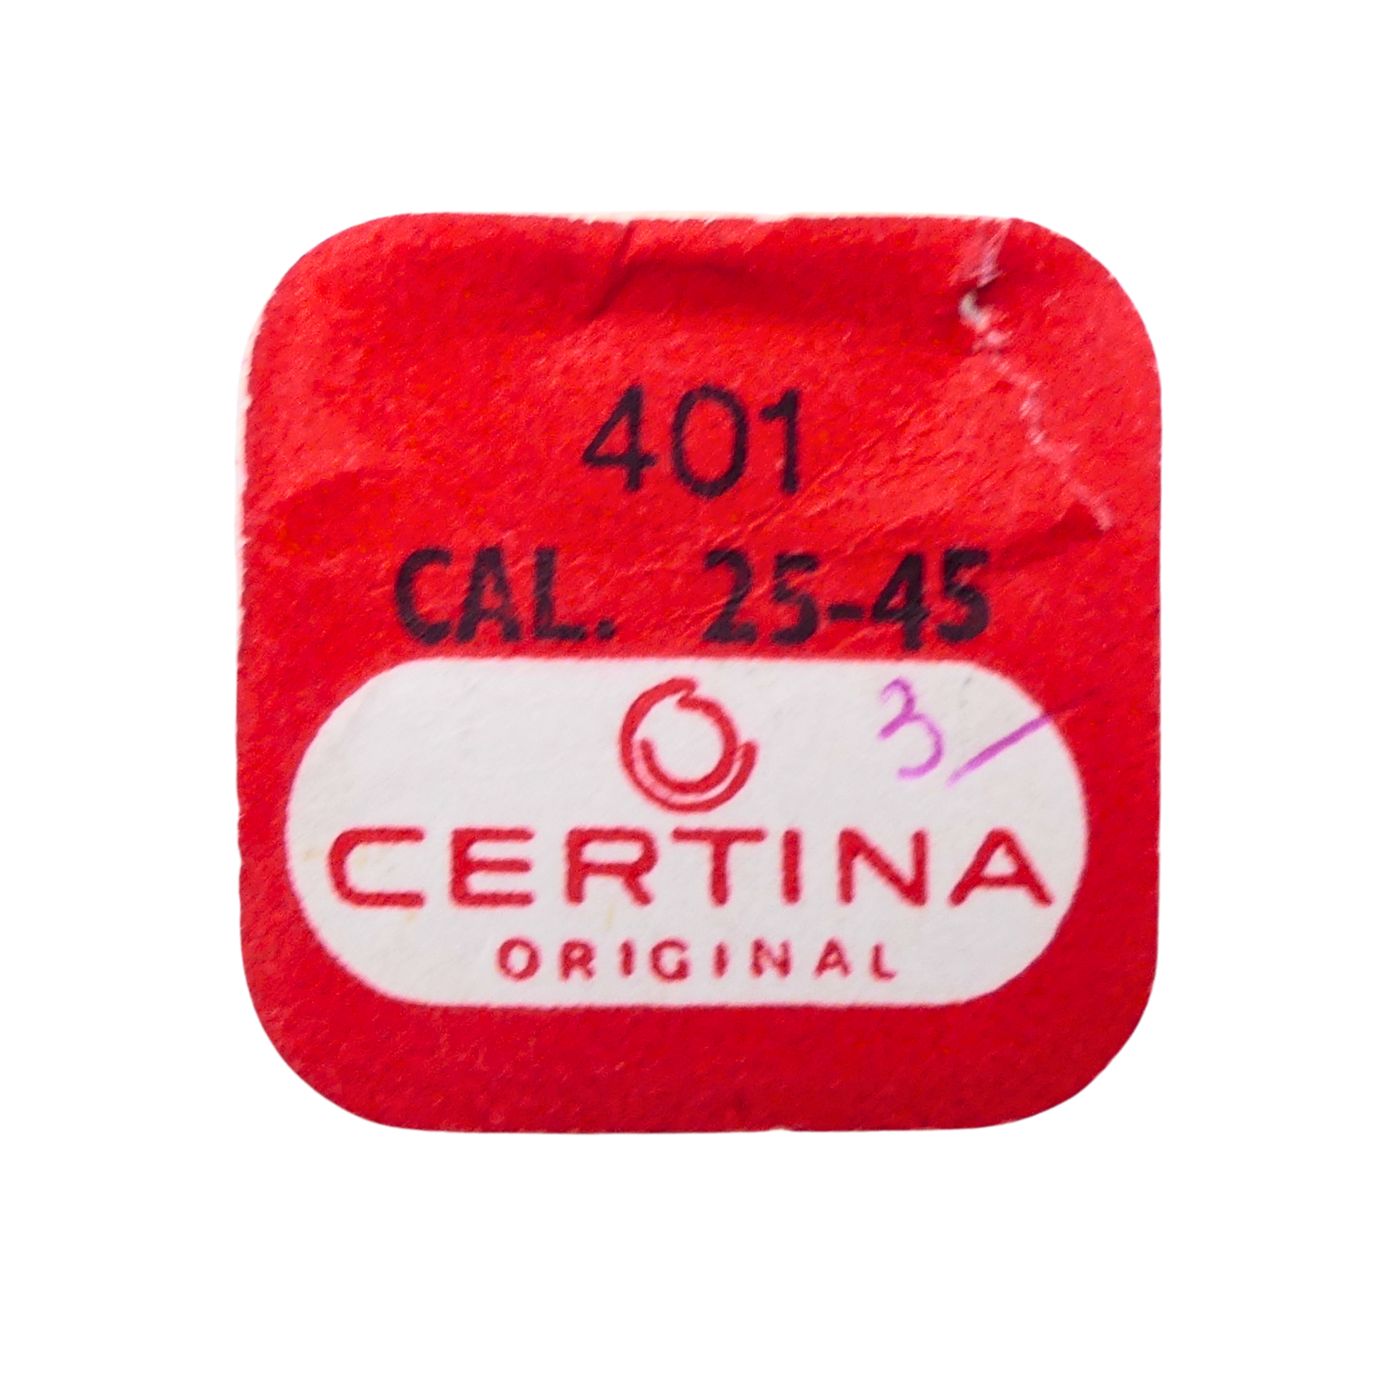 401
CAL. 25-45
3-
CERTINA
ORIGINAL